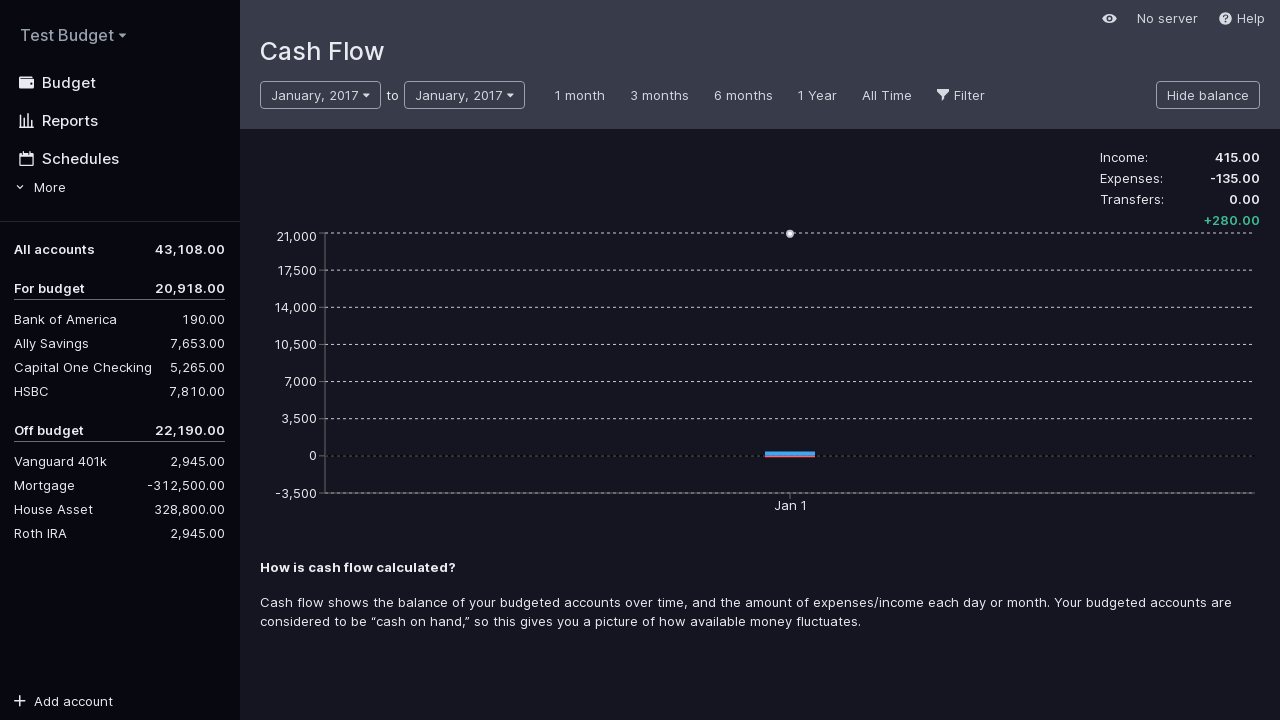 Test Budget
Budget
Reports
Schedules
More
All accounts 43,108.00
For budget 20,918.00
Bank of America 190.00
Ally Savings 7,653.00
Capital One Checking 5,265.00
HSBC 7,810.00
Off budget 22,190.00
Vanguard 401k 2,945.00
Mortgage -312,500.00
House Asset 328,800.00
Roth IRA 2,945.00
Add account
No server Help
Cash Flow
January, 2017 to January, 2017 1 month 3 months 6 months 1 Year All Time Filter Hide balance
Income: 415.00
Expenses: -135.00
Transfers: 0.00
+280.00
21,000
17,500
14,000
10,500
7,000
3,500
0
-3,500
Jan 1
How is cash flow calculated?
Cash flow shows the balance of your budgeted accounts over time, and the amount of expenses/income each day or month. Your budgeted accounts are
considered to be “cash on hand,” so this gives you a picture of how available money fluctuates.